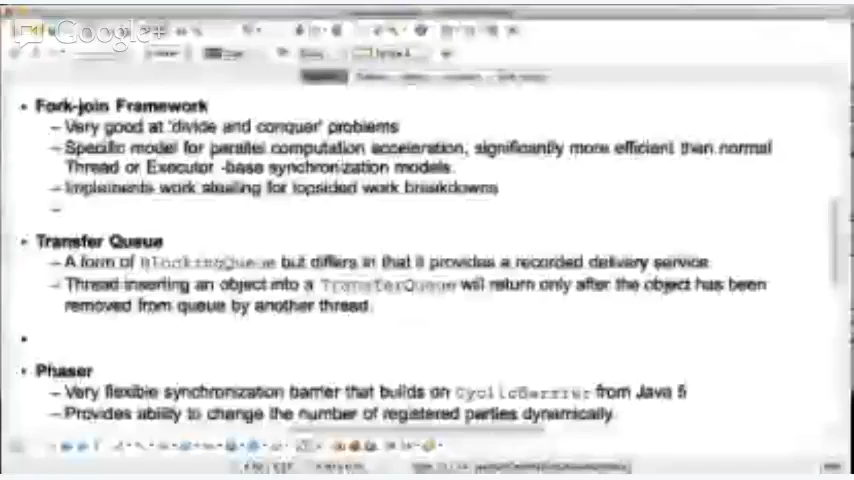 Google+
• Fork-join Framework
– Very good at 'divide and conquer' problems
– Specific model for parallel computation acceleration, significantly more efficient than normal
Thread or Executor -base synchronization models.
– Implements work stealing for lopsided work breakdowns
–
• Transfer Queue
– A form of BlockingQueue but differs in that it provides a recorded delivery service
– Thread inserting an object into a TransferQueue will return only after the object has been
removed from queue by another thread.
•
• Phaser
– Very flexible synchronization barrier that builds on CyclicBarrier from Java 5
– Provides ability to change the number of registered parties dynamically